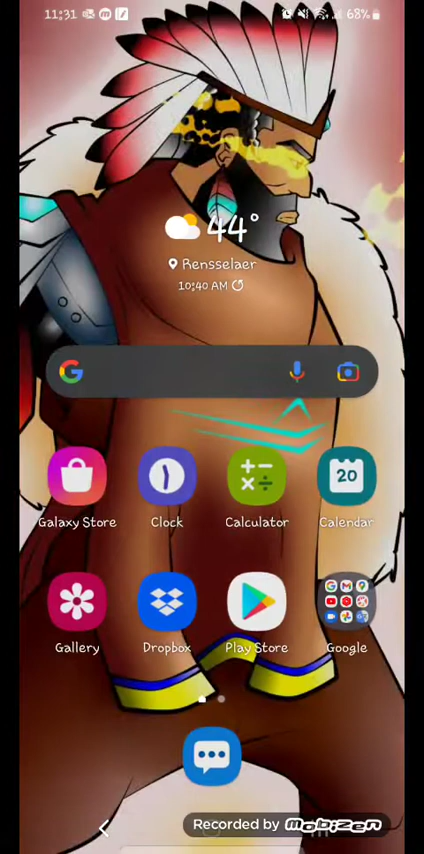 11:31
68%
44°
Rensselaer
10:40 AM
Galaxy Store
Clock
Calculator
20
Calendar
Gallery
Dropbox
Play Store
Google
Recorded by Mobizen